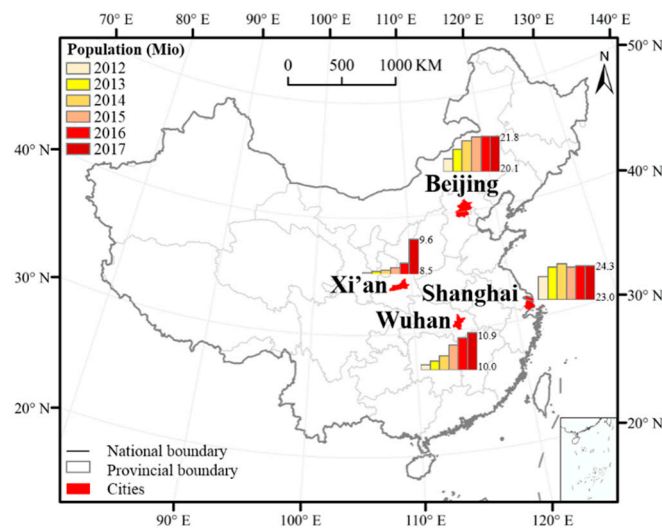 70° E 80° E 90° E 100° E 110° E 120° E 130° E 140° E
Population (Mio)
2012
2013
2014
2015
2016
2017
0 500 1000 KM
N
50° N
40° N
40° N
30° N
30° N
20° N
20° N
21.8
20.1
Beijing
9.6
8.5
Xi'an
24.3
23.0
Shanghai
Wuhan
10.9
10.0
National boundary
Provincial boundary
Cities
90° E 100° E 110° E 120° E